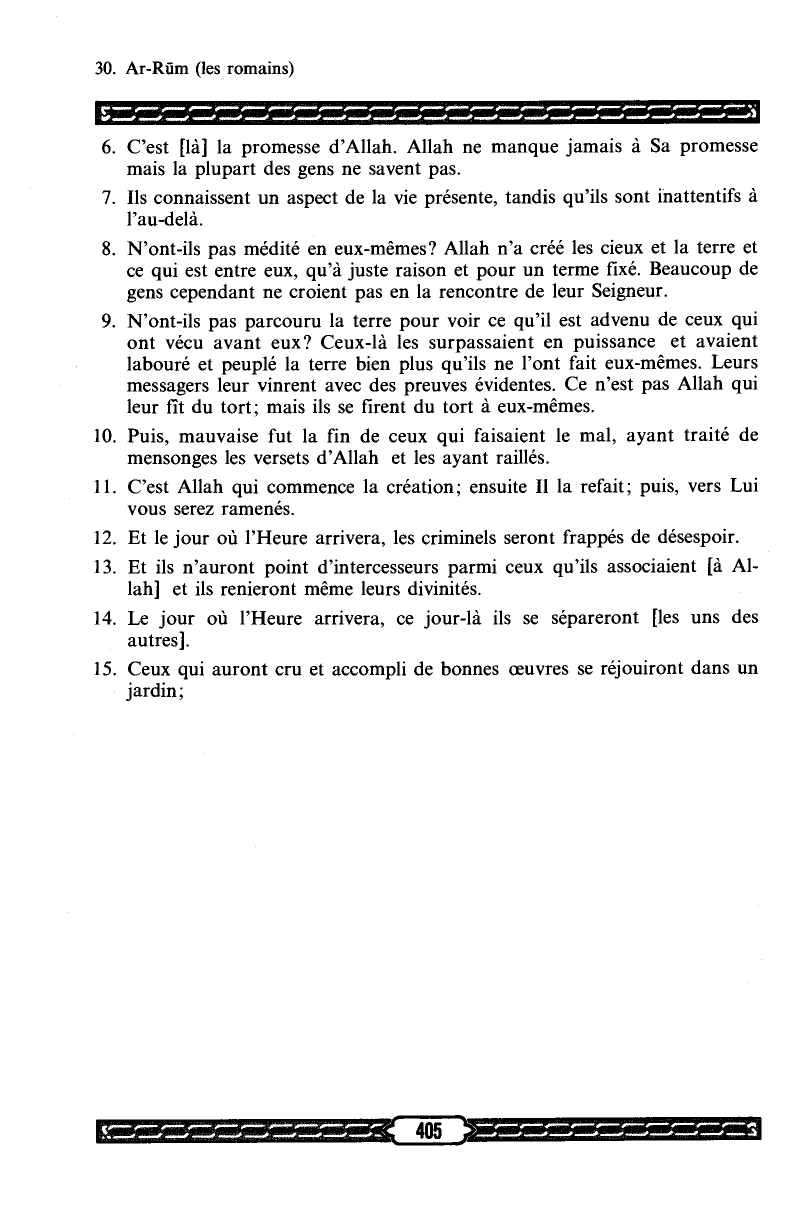 30. Ar-Rūm (les romains)
6. C'est [là] la promesse d'Allah. Allah ne manque jamais à Sa promesse
mais la plupart des gens ne savent pas.
7. Ils connaissent un aspect de la vie présente, tandis qu'ils sont inattentifs à
l'au-delà.
8. N'ont-ils pas médité en eux-mêmes? Allah n'a créé les cieux et la terre et
ce qui est entre eux, qu'à juste raison et pour un terme fixé. Beaucoup de
gens cependant ne croient pas en la rencontre de leur Seigneur.
9. N'ont-ils pas parcouru la terre pour voir ce qu'il est advenu de ceux qui
ont vécu avant eux? Ceux-là les surpassaient en puissance et avaient
labouré et peuplé la terre bien plus qu'ils ne l'ont fait eux-mêmes. Leurs
messagers leur vinrent avec des preuves évidentes. Ce n'est pas Allah qui
leur fît du tort; mais ils se firent du tort à eux-mêmes.
10. Puis, mauvaise fut la fin de ceux qui faisaient le mal, ayant traité de
mensonges les versets d'Allah et les ayant raillés.
11. C'est Allah qui commence la création; ensuite Il la refait; puis, vers Lui
vous serez ramenés.
12. Et le jour où l'Heure arrivera, les criminels seront frappés de désespoir.
13. Et ils n'auront point d'intercesseurs parmi ceux qu'ils associaient [à Al-
lah] et ils renieront même leurs divinités.
14. Le jour où l'Heure arrivera, ce jour-là ils se sépareront [les uns des
autres].
15. Ceux qui auront cru et accompli de bonnes œuvres se réjouiront dans un
jardin;
405